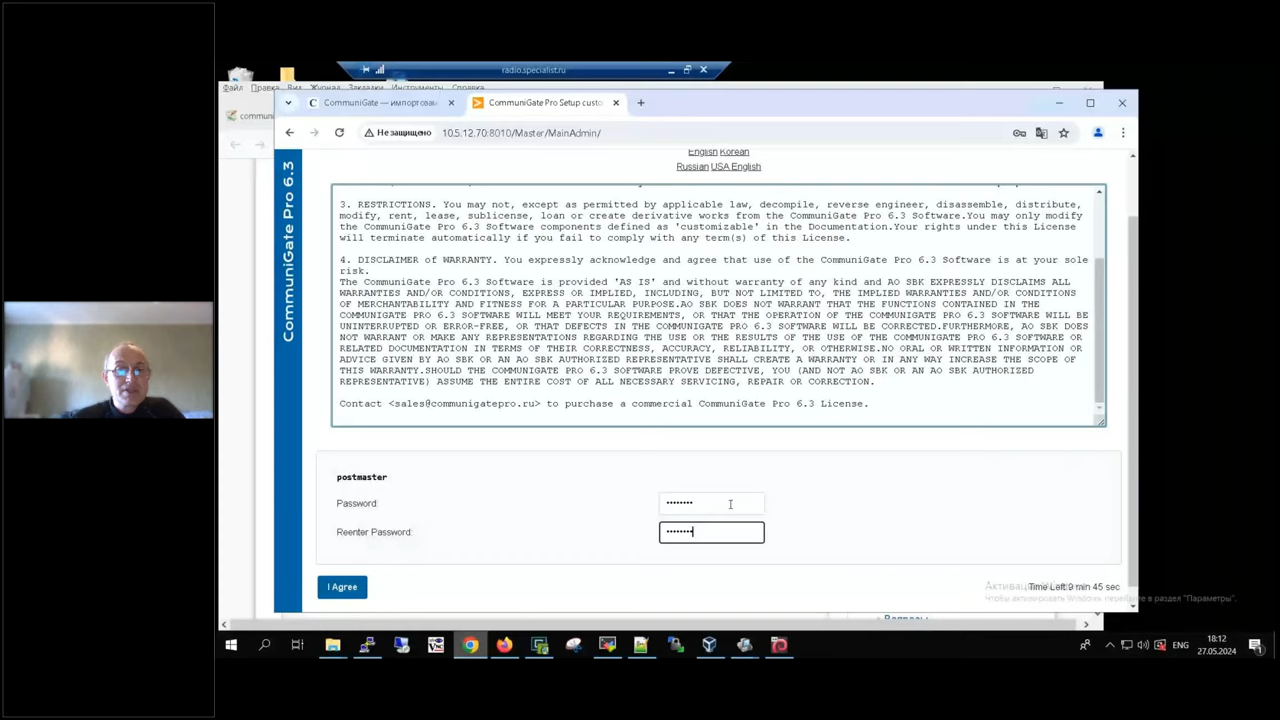 radio.specialist.ru
Файл Правка Вид Журнал Закладки Инструменты Справка
CommuniGate — импортовам
CommuniGate Pro Setup custo
communi
Не защищено
10.5.12.70:8010/Master/MainAdmin/
CommuniGate Pro 6.3
English Korean
Russian USA English
3. RESTRICTIONS. You may not, except as permitted by applicable law, decompile, reverse engineer, disassemble, distribute,
modify, rent, lease, sublicense, loan or create derivative works from the CommuniGate Pro 6.3 Software.You may only modify
the CommuniGate Pro 6.3 Software components defined as 'customizable' in the Documentation.Your rights under this License
will terminate automatically if you fail to comply with any term(s) of this License.
4. DISCLAIMER of WARRANTY. You expressly acknowledge and agree that use of the CommuniGate Pro 6.3 Software is at your sole
risk.
The CommuniGate Pro 6.3 Software is provided 'AS IS' and without warranty of any kind and AO SBK EXPRESSLY DISCLAIMS ALL
WARRANTIES AND/OR CONDITIONS, EXPRESS OR IMPLIED, INCLUDING, BUT NOT LIMITED TO, THE IMPLIED WARRANTIES AND/OR CONDITIONS
OF MERCHANTABILITY AND FITNESS FOR A PARTICULAR PURPOSE.AO SBK DOES NOT WARRANT THAT THE FUNCTIONS CONTAINED IN THE
COMMUNIGATE PRO 6.3 SOFTWARE WILL MEET YOUR REQUIREMENTS, OR THAT THE OPERATION OF THE COMMUNIGATE PRO 6.3 SOFTWARE WILL BE
UNINTERRUPTED OR ERROR-FREE, OR THAT DEFECTS IN THE COMMUNIGATE PRO 6.3 SOFTWARE WILL BE CORRECTED.FURTHERMORE, AO SBK DOES
NOT WARRANT OR MAKE ANY REPRESENTATIONS REGARDING THE USE OR THE RESULTS OF THE USE OF THE COMMUNIGATE PRO 6.3 SOFTWARE OR
RELATED DOCUMENTATION IN TERMS OF THEIR CORRECTNESS, ACCURACY, RELIABILITY, OR OTHERWISE.NO ORAL OR WRITTEN INFORMATION OR
ADVICE GIVEN BY AO SBK OR AN AO SBK AUTHORIZED REPRESENTATIVE SHALL CREATE A WARRANTY OR IN ANY WAY INCREASE THE SCOPE OF
THIS WARRANTY.SHOULD THE COMMUNIGATE PRO 6.3 SOFTWARE PROVE DEFECTIVE, YOU (AND NOT AO SBK OR AN AO SBK AUTHORIZED
REPRESENTATIVE) ASSUME THE ENTIRE COST OF ALL NECESSARY SERVICING, REPAIR OR CORRECTION.
Contact <sales@communigatepro.ru> to purchase a commercial CommuniGate Pro 6.3 License.
postmaster
Password:
Reenter Password:
I Agree
Time Left:9 min 45 sec
Чтобы активировать Windows, перейдите в раздел "Параметры".
Вопросы
ENG
18:12
27.05.2024